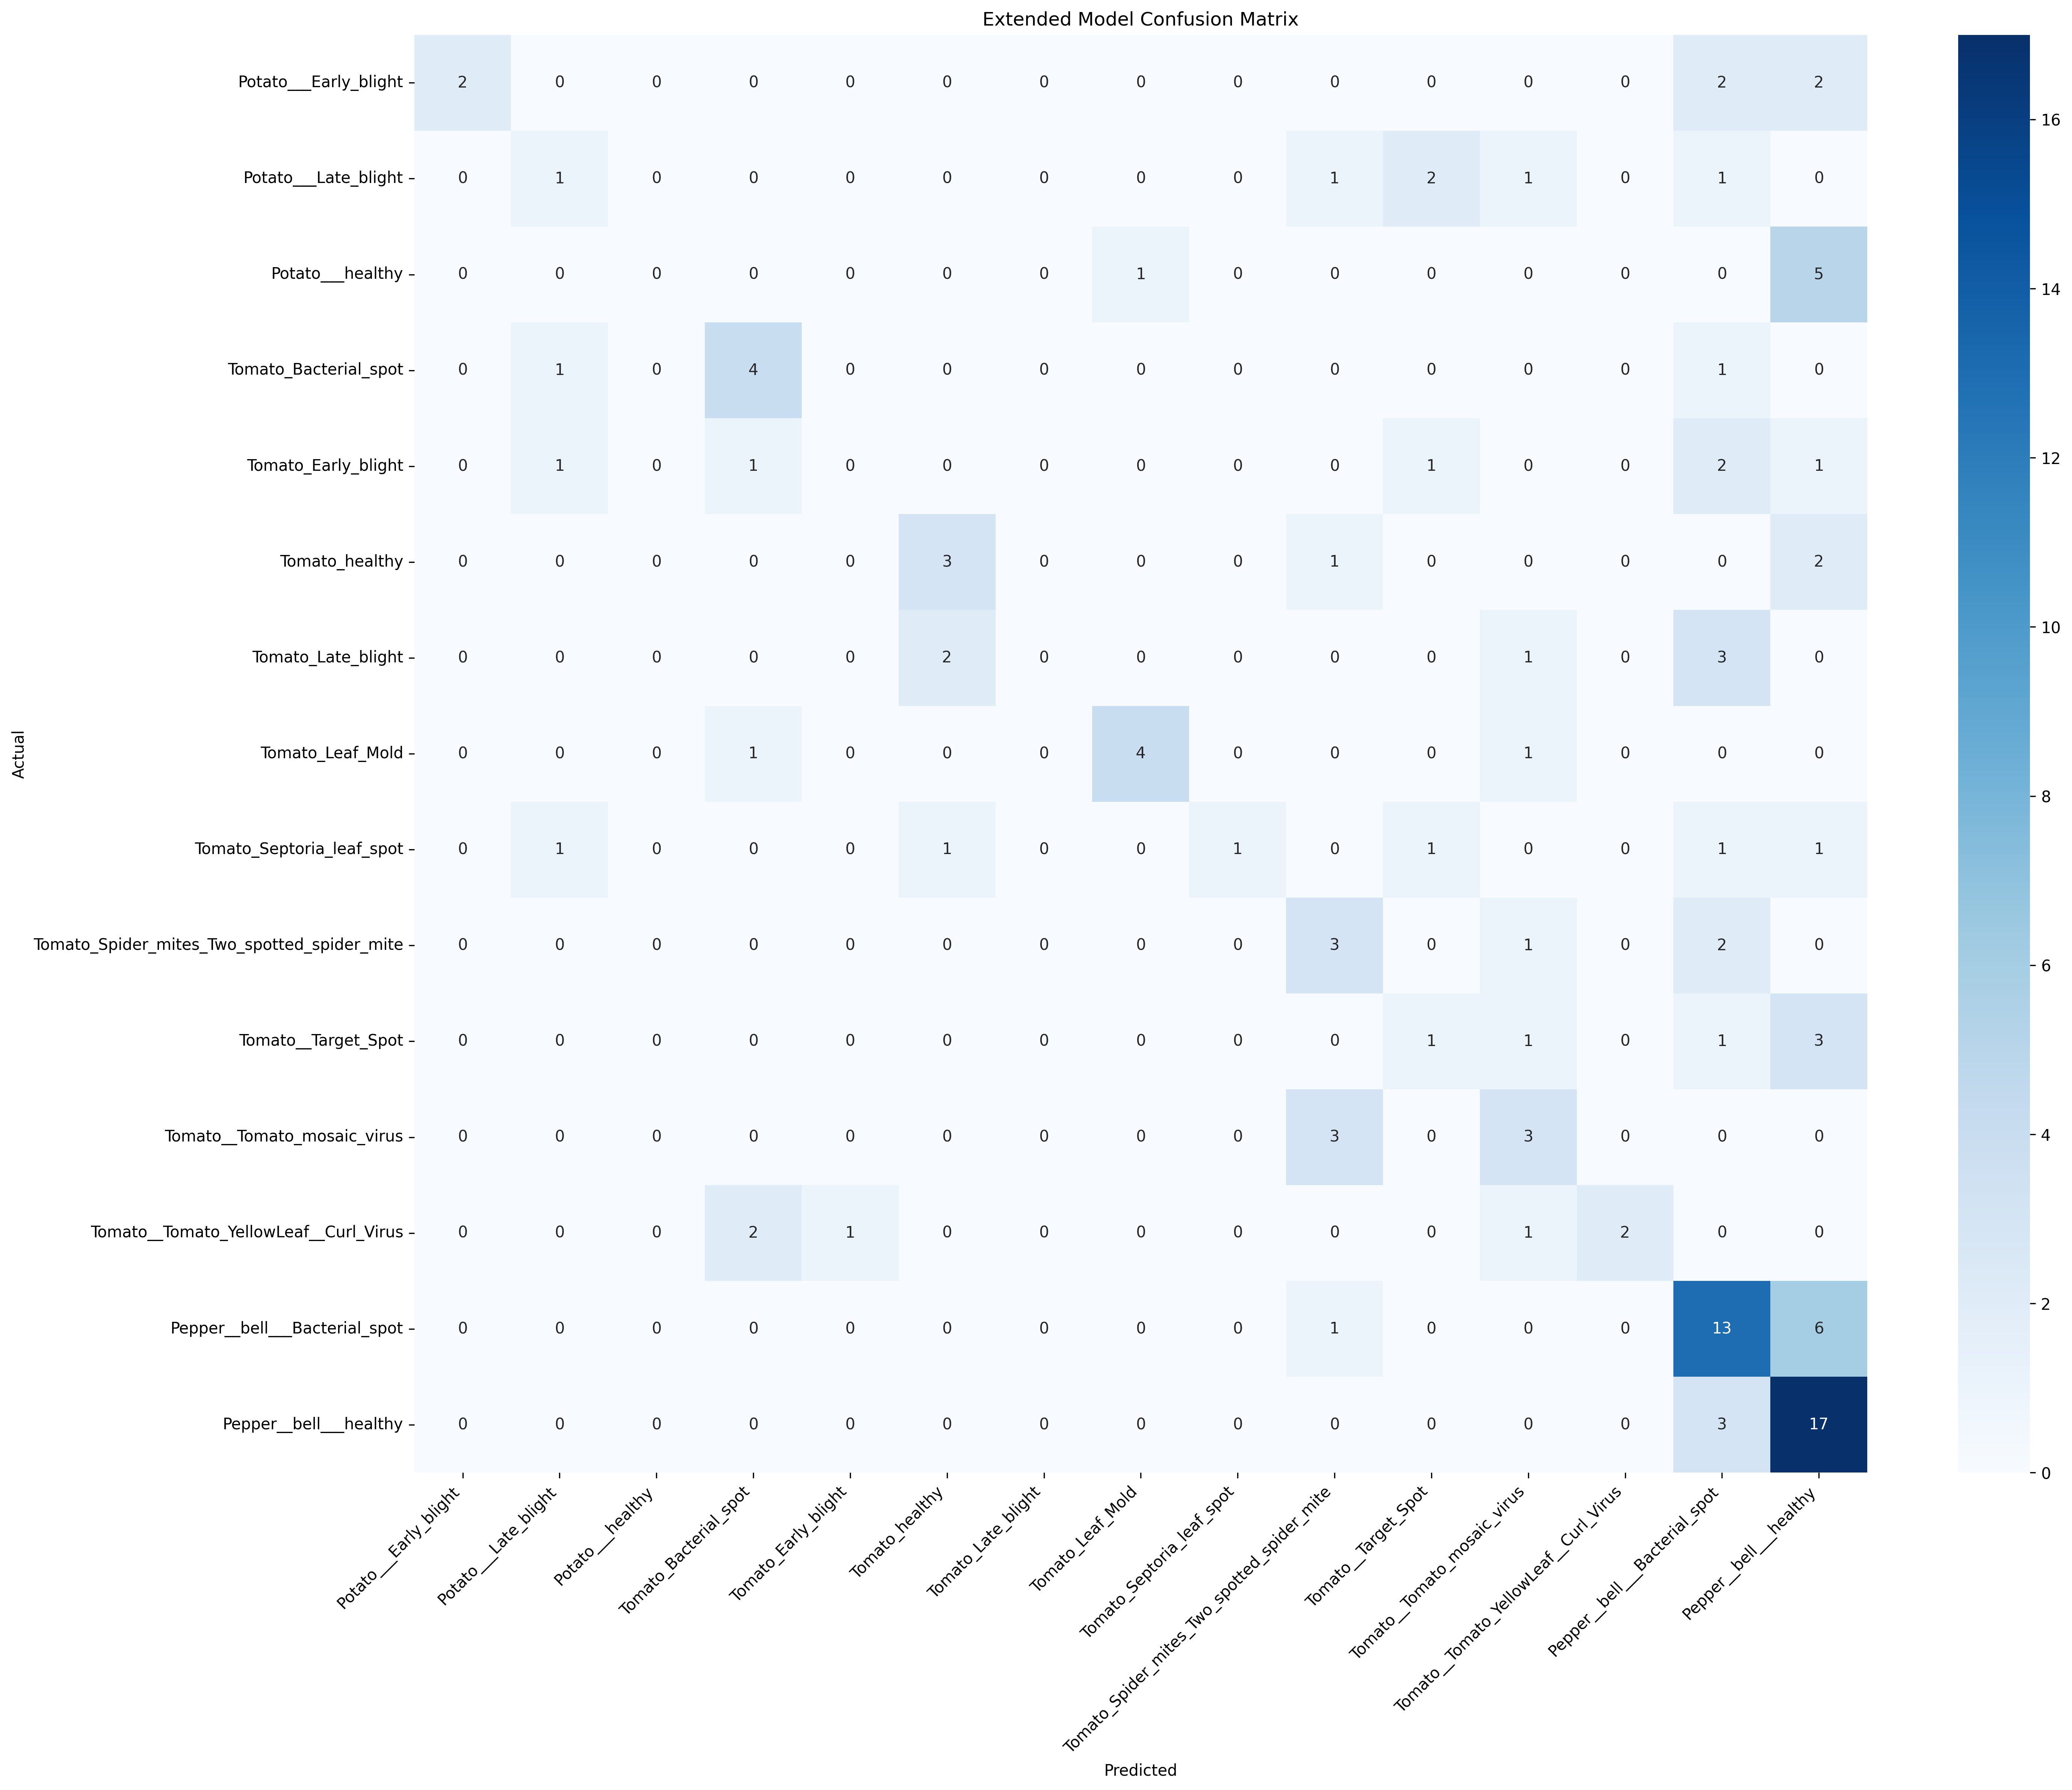 Extended Model Confusion Matrix
Actual
Potato___Early_blight 2 0 0 0 0 0 0 0 0 0 0 0 0 2 2
Potato___Late_blight 0 1 0 0 0 0 0 0 0 1 2 1 0 1 0
Potato___healthy 0 0 0 0 0 0 0 1 0 0 0 0 0 0 5
Tomato_Bacterial_spot 0 1 0 4 0 0 0 0 0 0 0 0 0 1 0
Tomato_Early_blight 0 1 0 1 0 0 0 0 0 0 1 0 0 2 1
Tomato_healthy 0 0 0 0 0 3 0 0 0 1 0 0 0 0 2
Tomato_Late_blight 0 0 0 0 0 2 0 0 0 0 0 1 0 3 0
Tomato_Leaf_Mold 0 0 0 1 0 0 0 4 0 0 0 1 0 0 0
Tomato_Septoria_leaf_spot 0 1 0 0 0 1 0 0 1 0 1 0 0 1 1
Tomato_Spider_mites_Two_spotted_spider_mite 0 0 0 0 0 0 0 0 0 3 0 1 0 2 0
Tomato__Target_Spot 0 0 0 0 0 0 0 0 0 0 1 1 0 1 3
Tomato__Tomato_mosaic_virus 0 0 0 0 0 0 0 0 0 3 0 3 0 0 0
Tomato__Tomato_YellowLeaf__Curl_Virus 0 0 0 2 1 0 0 0 0 0 0 1 2 0 0
Pepper__bell___Bacterial_spot 0 0 0 0 0 0 0 0 0 1 0 0 0 13 6
Pepper__bell___healthy 0 0 0 0 0 0 0 0 0 0 0 0 0 3 17
Potato___Early_blight
Potato___Late_blight
Potato___healthy
Tomato_Bacterial_spot
Tomato_Early_blight
Tomato_healthy
Tomato_Late_blight
Tomato_Leaf_Mold
Tomato_Septoria_leaf_spot
Tomato_Spider_mites_Two_spotted_spider_mite
Tomato__Target_Spot
Tomato__Tomato_mosaic_virus
Tomato__Tomato_YellowLeaf__Curl_Virus
Pepper__bell___Bacterial_spot
Pepper__bell___healthy
Predicted
16
14
12
10
8
6
4
2
0